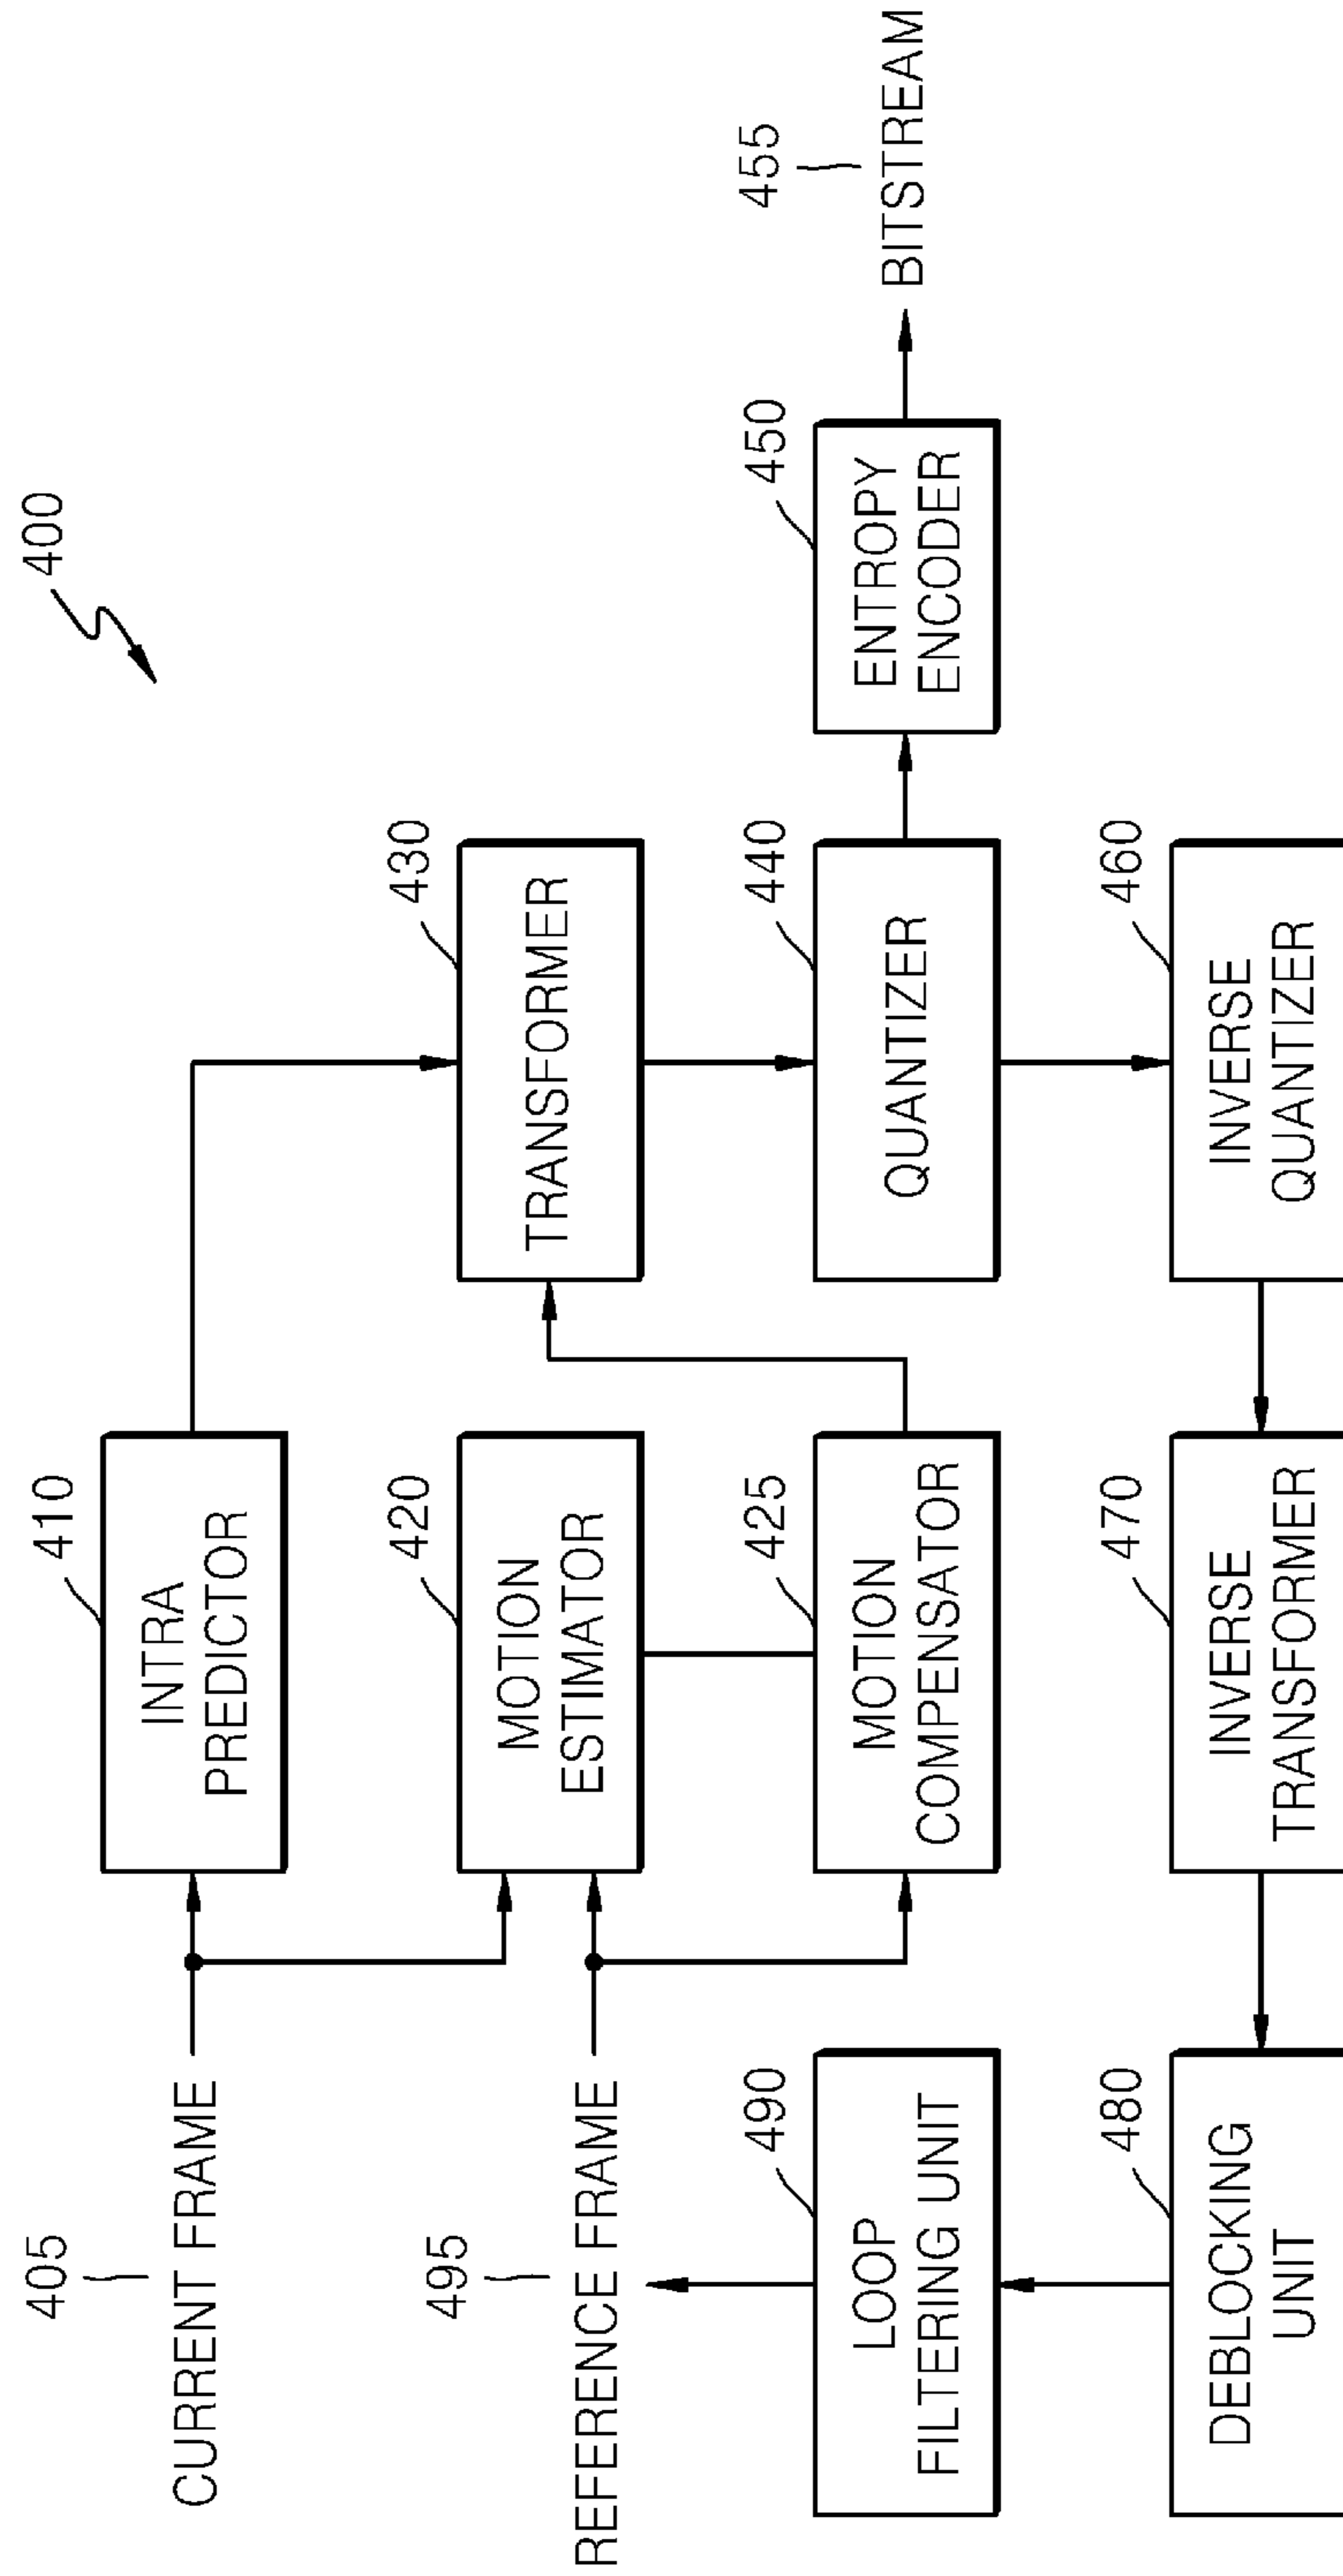 400
405
CURRENT FRAME
410
INTRA
PREDICTOR
495
REFERENCE FRAME
420
MOTION
ESTIMATOR
430
TRANSFORMER
490
LOOP
FILTERING UNIT
425
MOTION
COMPENSATOR
440
QUANTIZER
450
ENTROPY
ENCODER
455
BITSTREAM
480
DEBLOCKING
UNIT
470
INVERSE
TRANSFORMER
460
INVERSE
QUANTIZER